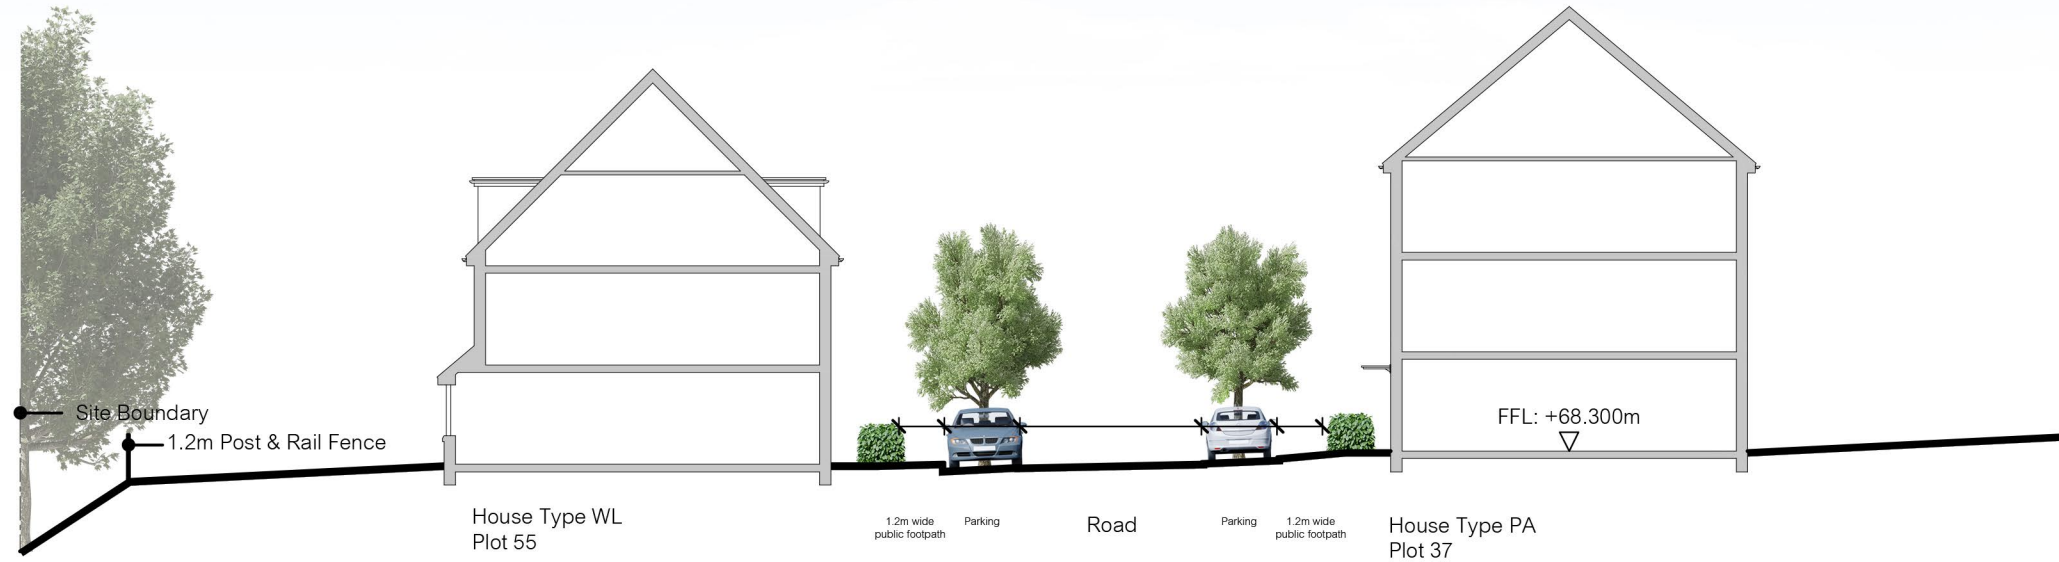 Site Boundary
1.2m Post & Rail Fence
FFL: +68.300m
House Type WL
Plot 55
1.2m wide
public footpath
Parking
Road
Parking
1.2m wide
public footpath
House Type PA
Plot 37